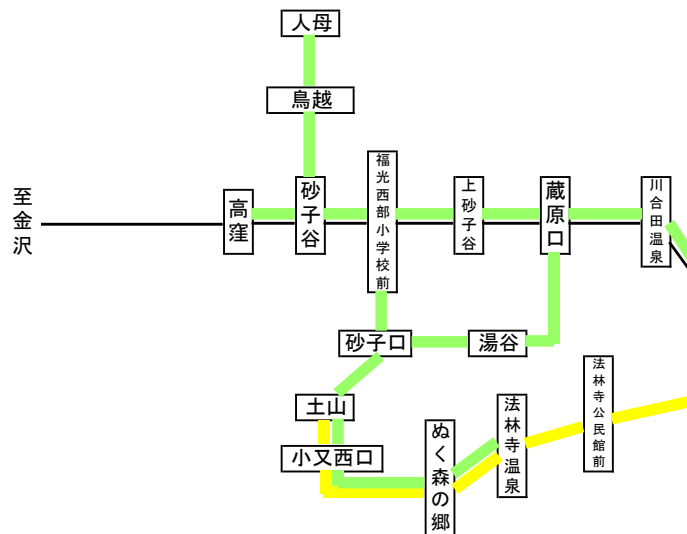 人母
鳥越
至金沢
高窪
砂子谷
福光西部小学校前
上砂子谷
蔵原口
川合田温泉
砂子口
湯谷
土山
小又西口
ぬく森の郷
法林寺温泉
法林寺公民館前